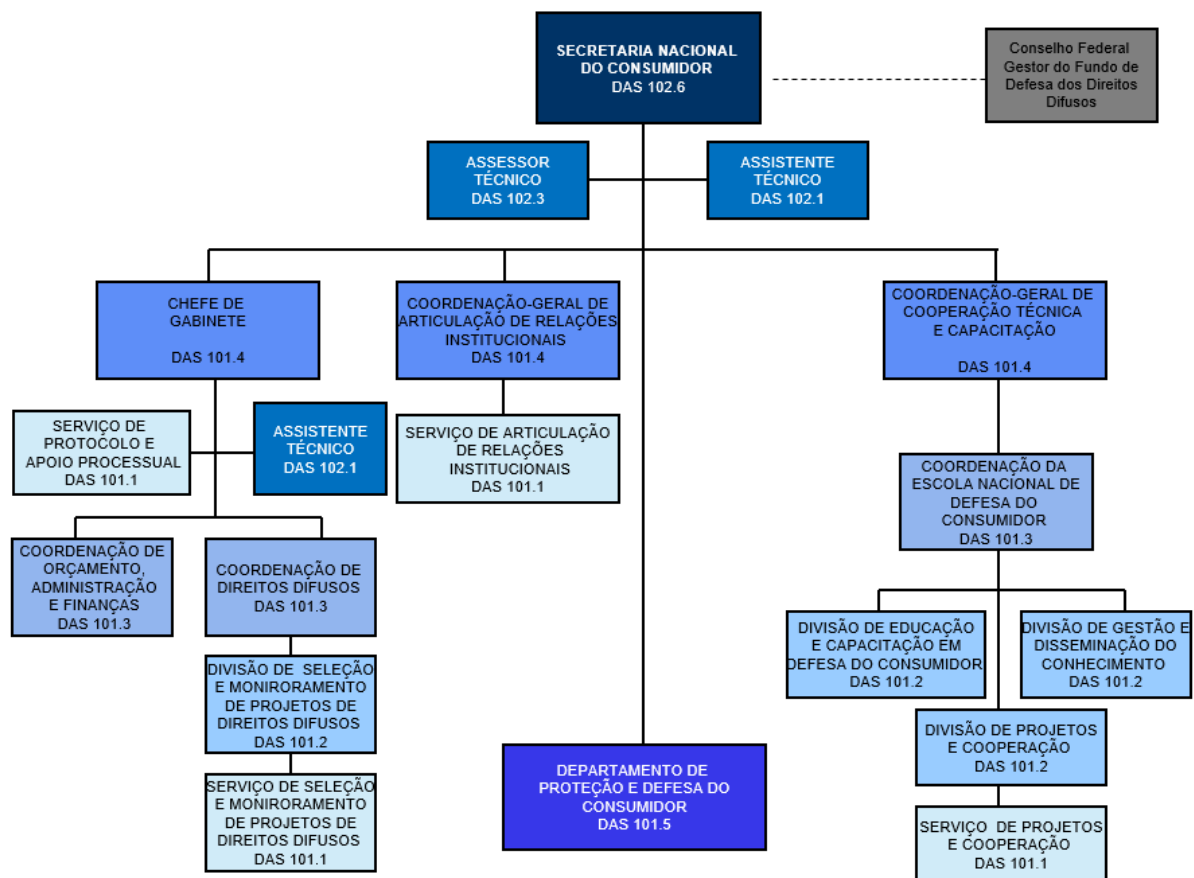 SECRETARIA NACIONAL
DO CONSUMIDOR
DAS 102.6
Conselho Federal
Gestor do Fundo de
Defesa dos Direitos
Difusos
ASSESSOR
TÉCNICO
DAS 102.3
ASSISTENTE
TÉCNICO
DAS 102.1
CHEFE DE
GABINETE
DAS 101.4
COORDENAÇÃO-GERAL DE
ARTICULAÇÃO DE RELAÇÕES
INSTITUCIONAIS
DAS 101.4
COORDENAÇÃO-GERAL DE
COOPERAÇÃO TÉCNICA
E CAPACITAÇÃO
DAS 101.4
SERVIÇO DE
PROTOCOLO E
APOIO PROCESSUAL
DAS 101.1
ASSISTENTE
TÉCNICO
DAS 102.1
SERVIÇO DE ARTICULAÇÃO
DE RELAÇÕES
INSTITUCIONAIS
DAS 101.1
COORDENAÇÃO DA
ESCOLA NACIONAL DE
DEFESA DO
CONSUMIDOR
DAS 101.3
COORDENAÇÃO DE
ORÇAMENTO,
ADMINISTRAÇÃO
E FINANÇAS
DAS 101.3
COORDENAÇÃO DE
DIREITOS DIFUSOS
DAS 101.3
DIVISÃO DE EDUCAÇÃO
E CAPACITAÇÃO EM
DEFESA DO CONSUMIDOR
DAS 101.2
DIVISÃO DE GESTÃO E
DISSEMINAÇÃO DO
CONHECIMENTO
DAS 101.2
DIVISÃO DE SELEÇÃO
E MONIRORAMENTO
DE PROJETOS DE
DIREITOS DIFUSOS
DAS 101.2
DIVISÃO DE PROJETOS
E COOPERAÇÃO
DAS 101.2
DEPARTAMENTO DE
PROTEÇÃO E DEFESA DO
CONSUMIDOR
DAS 101.5
SERVIÇO DE SELEÇÃO
E MONIRORAMENTO
DE PROJETOS DE
DIREITOS DIFUSOS
DAS 101.1
SERVIÇO DE PROJETOS
E COOPERAÇÃO
DAS 101.1